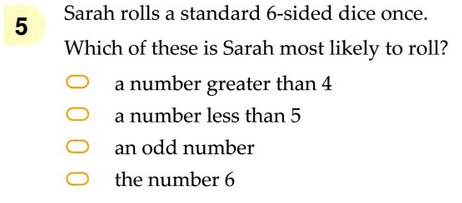 5
Sarah rolls a standard 6-sided dice once.
Which of these is Sarah most likely to roll?
a number greater than 4
a number less than 5
an odd number
the number 6